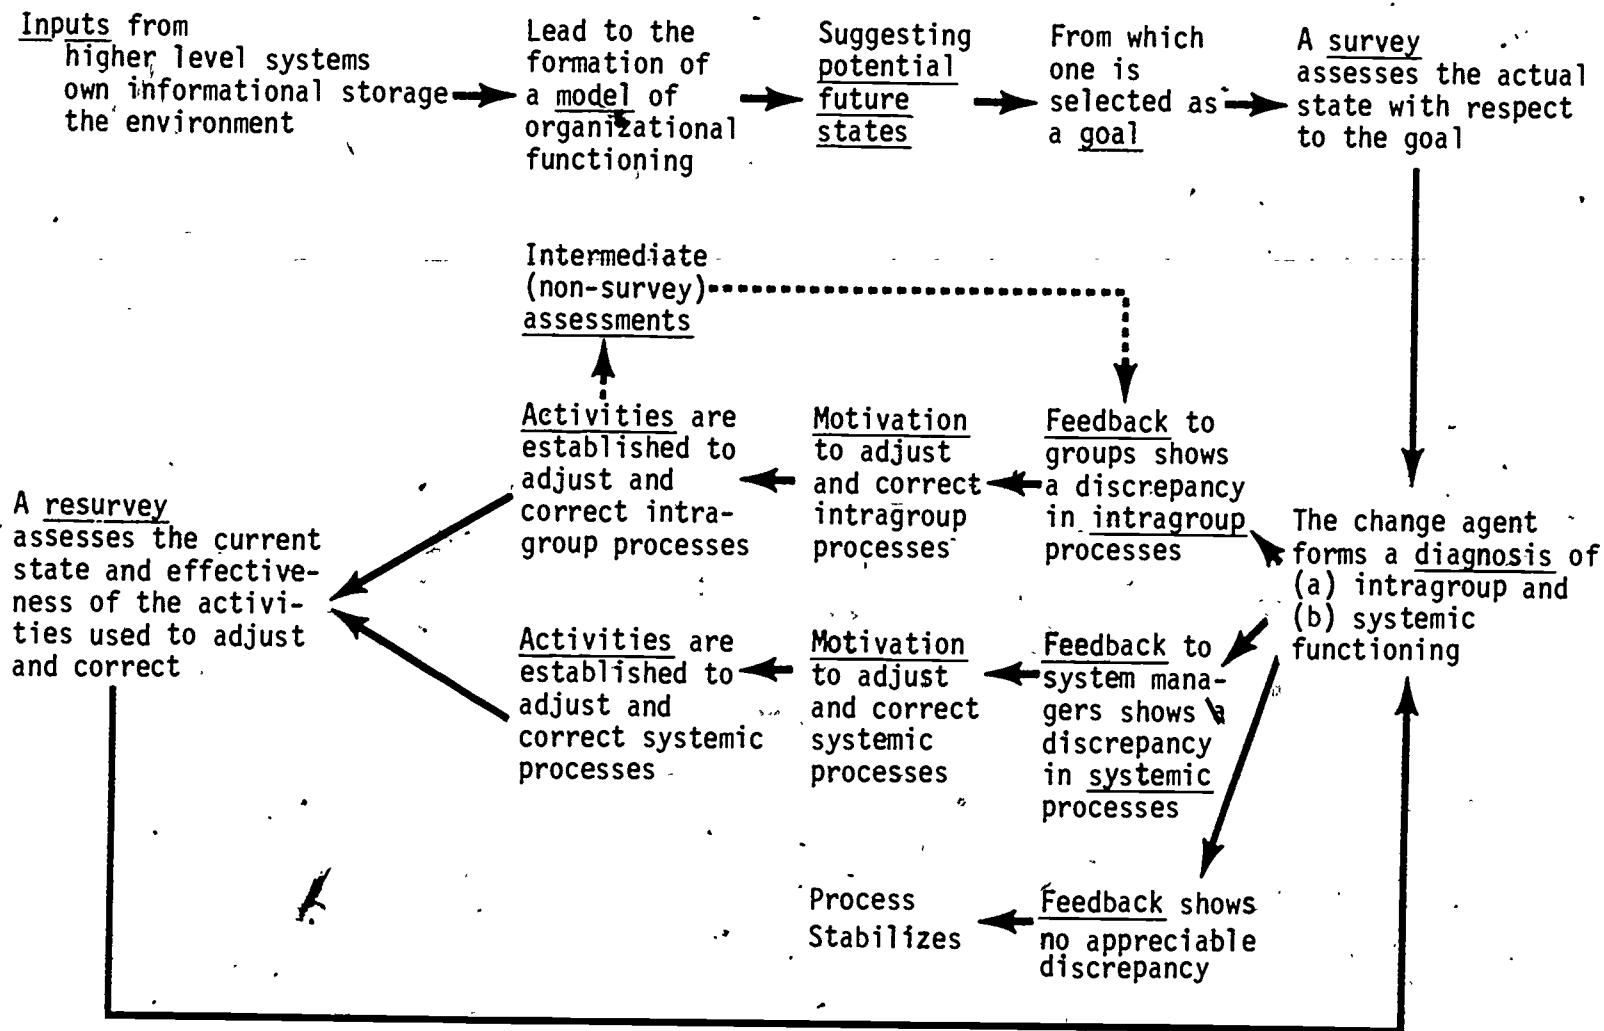 Inputs from
higher level systems
own informational storage
the environment
Lead to the
formation of
a model of
organizational
functioning
Suggesting
potential
future
states
From which
one is
selected as
a goal
A survey
assesses the actual
state with respect
to the goal
Intermediate
(non-survey)
assessments
Activities are
established to
adjust and
correct intra-
group processes
Motivation
to adjust
and correct
intragroup
processes
Feedback to
groups shows
a discrepancy
in intragroup
processes
The change agent
forms a diagnosis of
(a) intragroup and
(b) systemic
functioning
A resurvey
assesses the current
state and effective-
ness of the activi-
ties used to adjust
and correct
Activities are
established to
adjust and
correct systemic
processes
Motivation
to adjust
and correct
systemic
processes
Feedback to
system mana-
gers shows a
discrepancy
in systemic
processes
Process
Stabilizes
Feedback shows
no appreciable
discrepancy